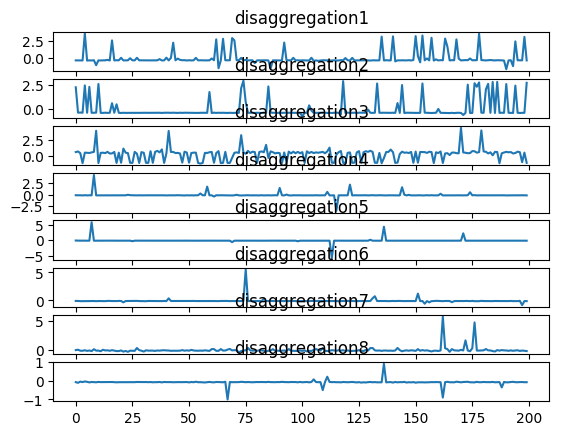 disaggregation1
2.5
0.0
disaggregation2
2.5
0.0
disaggregation3
2.5
0.0
disaggregation4
2.5
0.0
−2.5
disaggregation5
5
0
−5
disaggregation6
5
0
disaggregation7
5
0
disaggregation8
1
0
−1
0 25 50 75 100 125 150 175 200